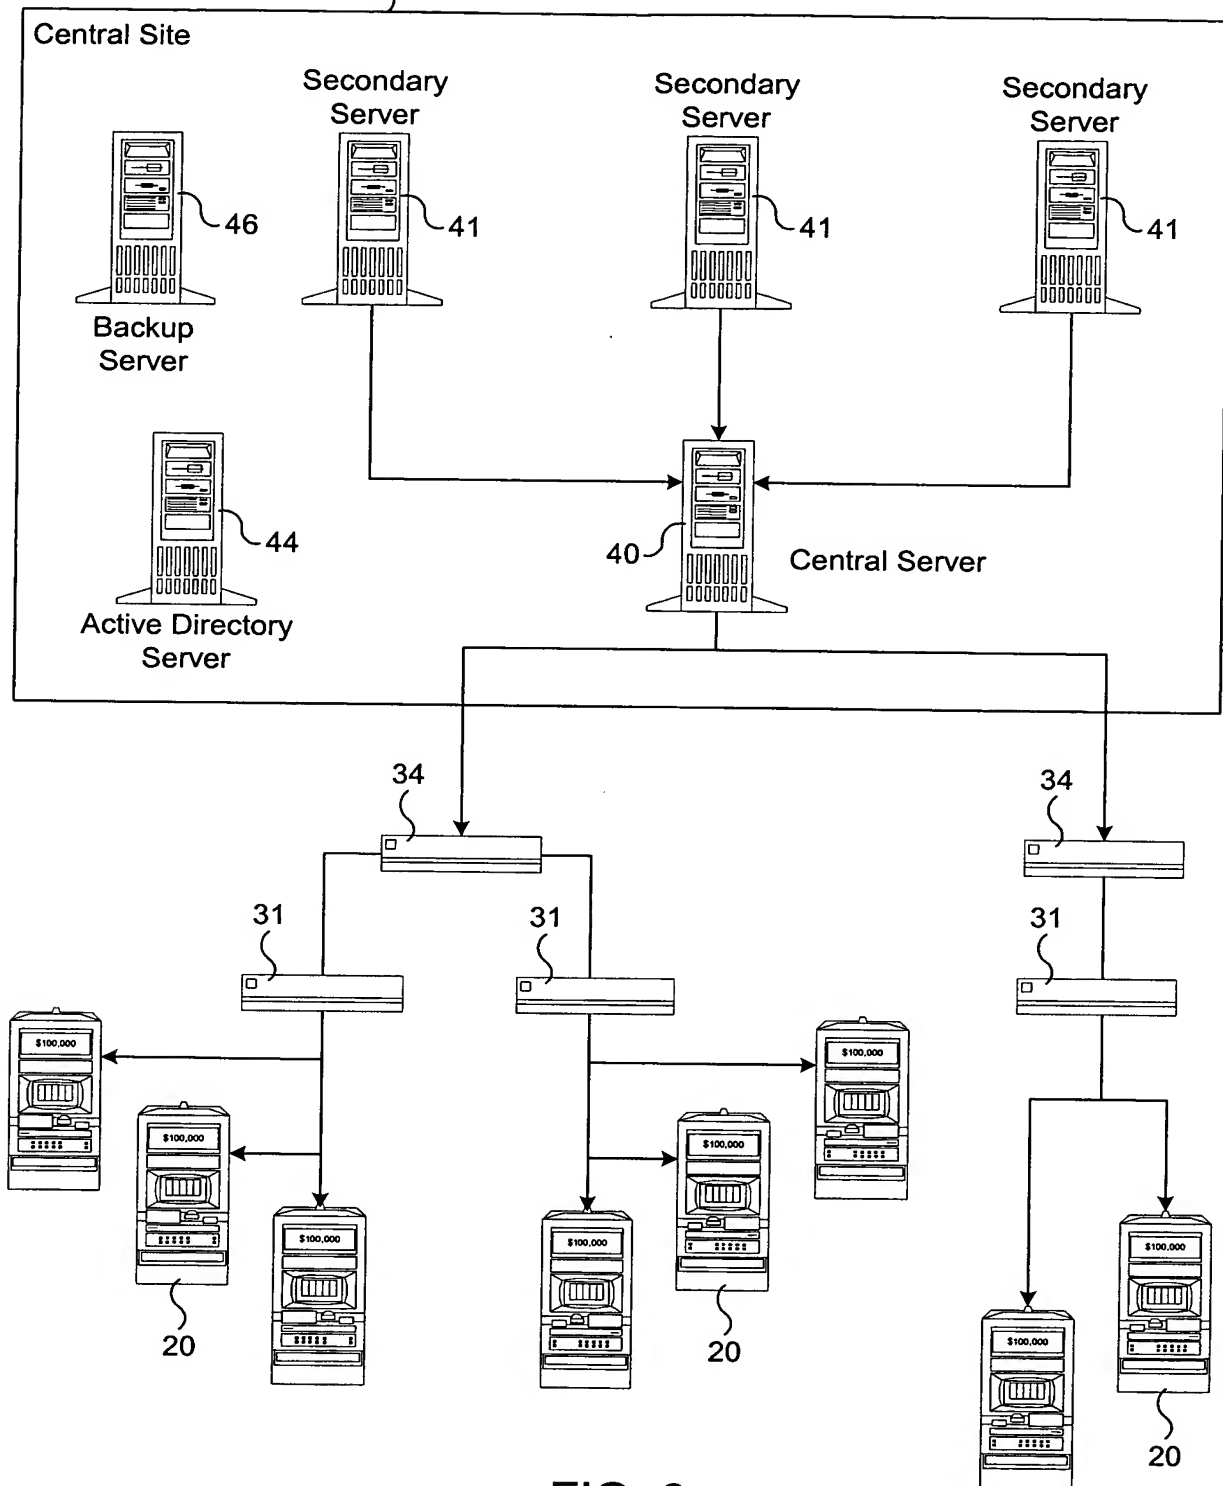 Central Site
Secondary
Server
Secondary
Server
Secondary
Server
46
41
41
41
Backup
Server
44
40
Central Server
Active Directory
Server
34
34
31
31
31
$100,000
$100,000
$100,000
$100,000
$100,000
$100,000
$100,000
$100,000
20
20
20